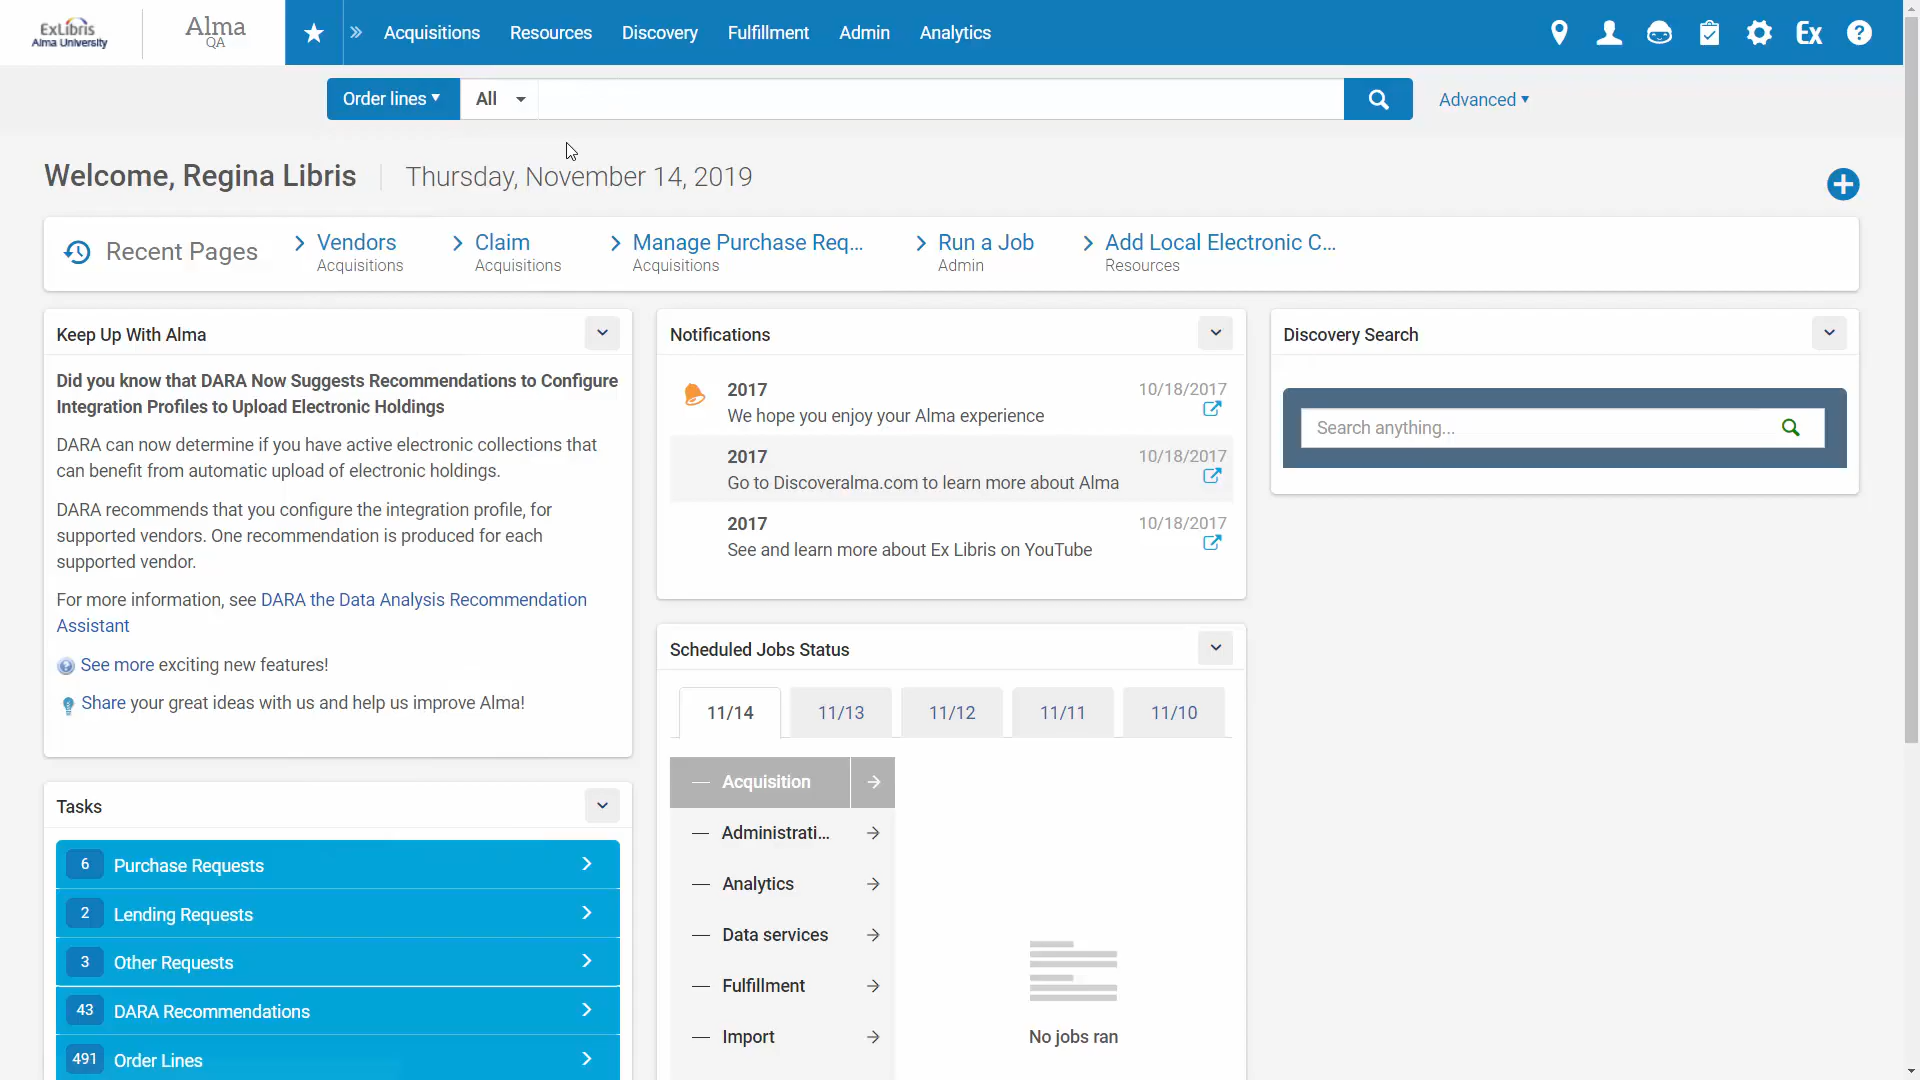 ExLibris
Alma University
Alma
QA
Acquisitions
Resources
Discovery
Fulfillment
Admin
Analytics
Ex
?
Order lines
All
Advanced
Welcome, Regina Libris
Thursday, November 14, 2019
Recent Pages
Vendors
Acquisitions
Claim
Acquisitions
Manage Purchase Req...
Acquisitions
Run a Job
Admin
Add Local Electronic C...
Resources
Keep Up With Alma
Did you know that DARA Now Suggests Recommendations to Configure
Integration Profiles to Upload Electronic Holdings
DARA can now determine if you have active electronic collections that
can benefit from automatic upload of electronic holdings.
DARA recommends that you configure the integration profile, for
supported vendors. One recommendation is produced for each
supported vendor.
For more information, see DARA the Data Analysis Recommendation
Assistant
See more exciting new features!
Share your great ideas with us and help us improve Alma!
Tasks
6 Purchase Requests
2 Lending Requests
3 Other Requests
43 DARA Recommendations
491 Order Lines
Notifications
2017 10/18/2017
We hope you enjoy your Alma experience
2017 10/18/2017
Go to Discoveralma.com to learn more about Alma
2017 10/18/2017
See and learn more about Ex Libris on YouTube
Scheduled Jobs Status
11/14 11/13 11/12 11/11 11/10
Acquisition
Administrati...
Analytics
Data services
Fulfillment
Import
No jobs ran
Discovery Search
Search anything...